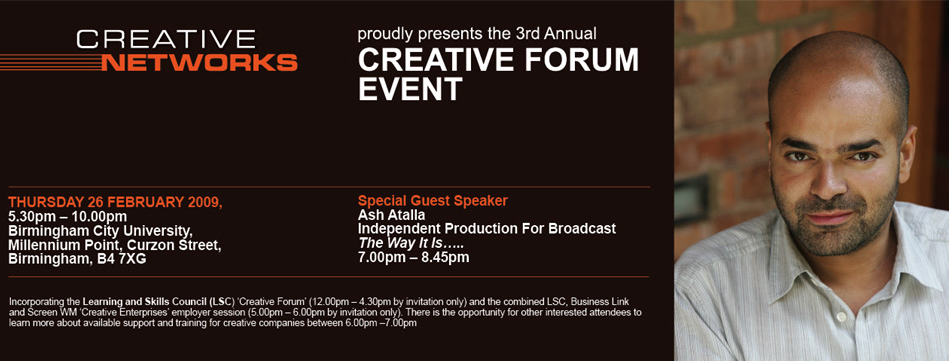 CREATIVE
NETWORKS
proudly presents the 3rd Annual
CREATIVE FORUM
EVENT
THURSDAY 26 FEBRUARY 2009,
5.30pm – 10.00pm
Birmingham City University,
Millennium Point, Curzon Street,
Birmingham, B4 7XG
Special Guest Speaker
Ash Atalla
Independent Production For Broadcast
The Way It Is.....
7.00pm – 8.45pm
Incorporating the Learning and Skills Council (LSC) 'Creative Forum' (12.00pm – 4.30pm by invitation only) and the combined LSC, Business Link
and Screen WM 'Creative Enterprises' employer session (5.00pm – 6.00pm by invitation only). There is the opportunity for other interested attendees to
learn more about available support and training for creative companies between 6.00pm –7.00pm